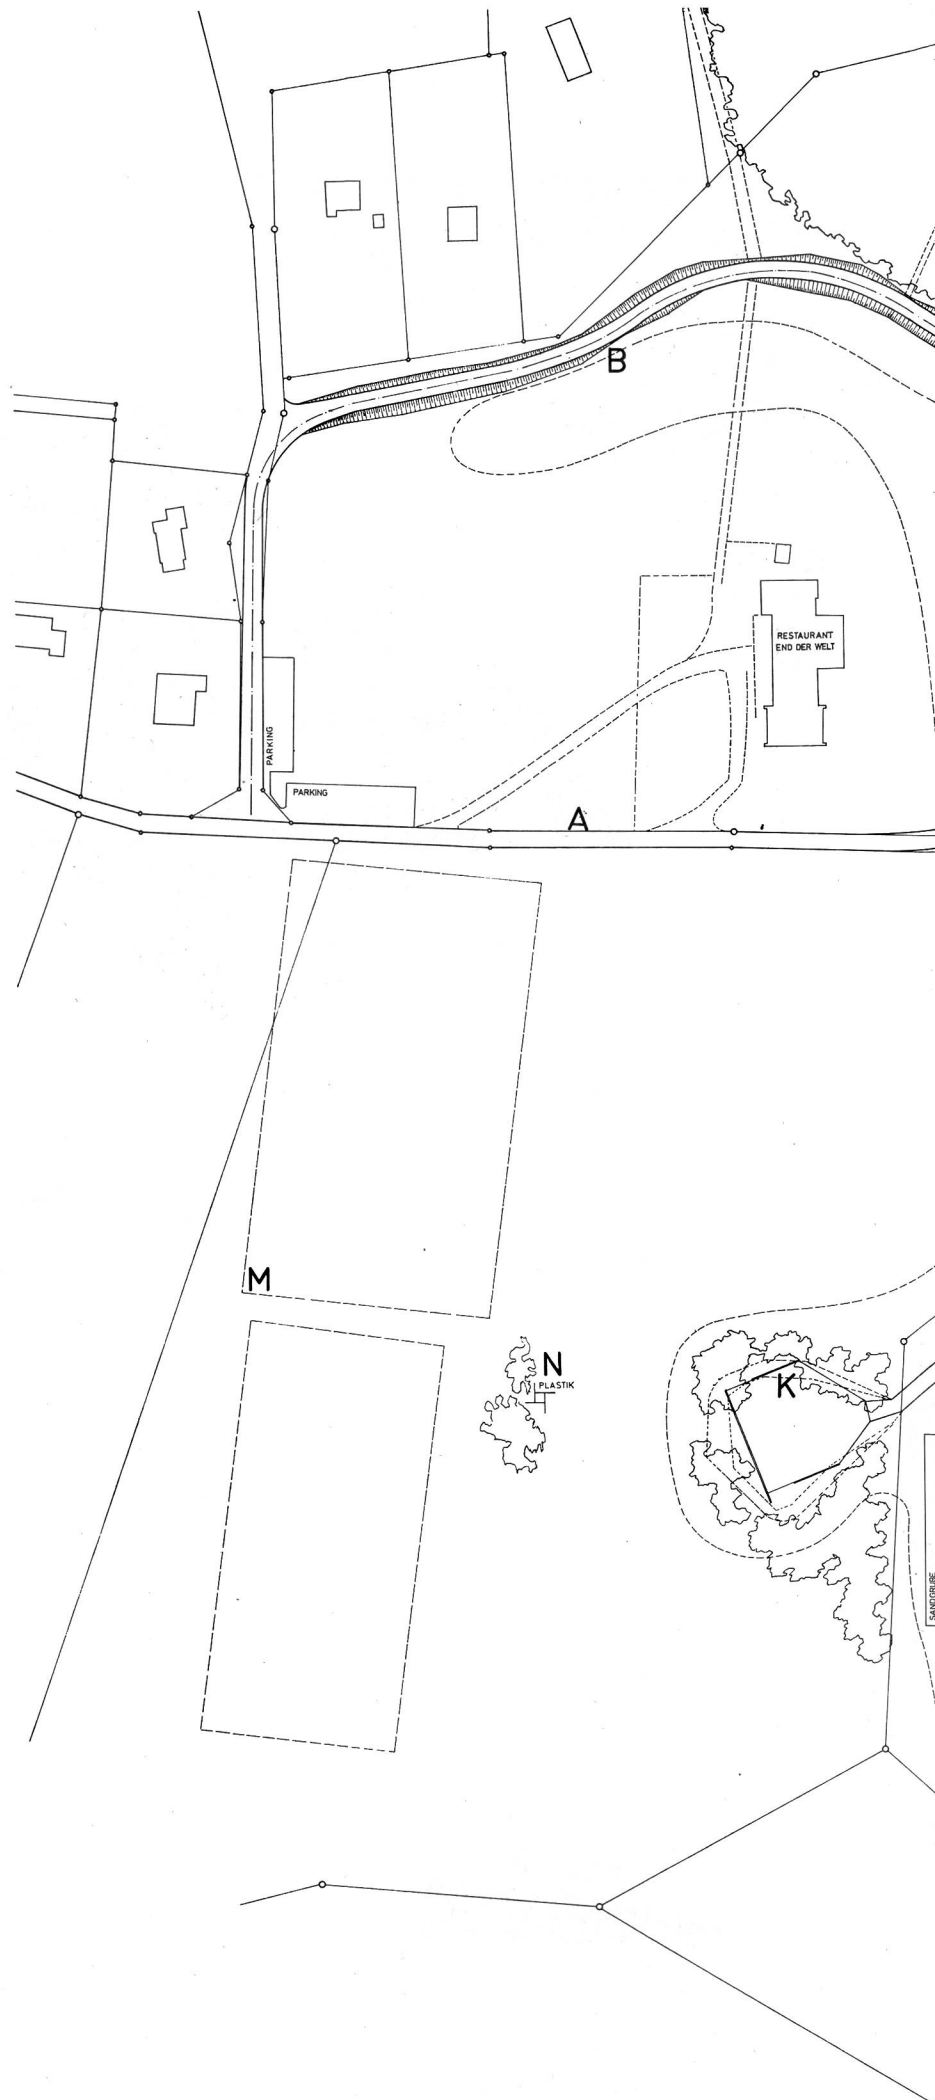 B
RESTAURANT
END DER WELT
PARKING
PARKING
A
M
N
PLASTIK
K
SANDGRUBE